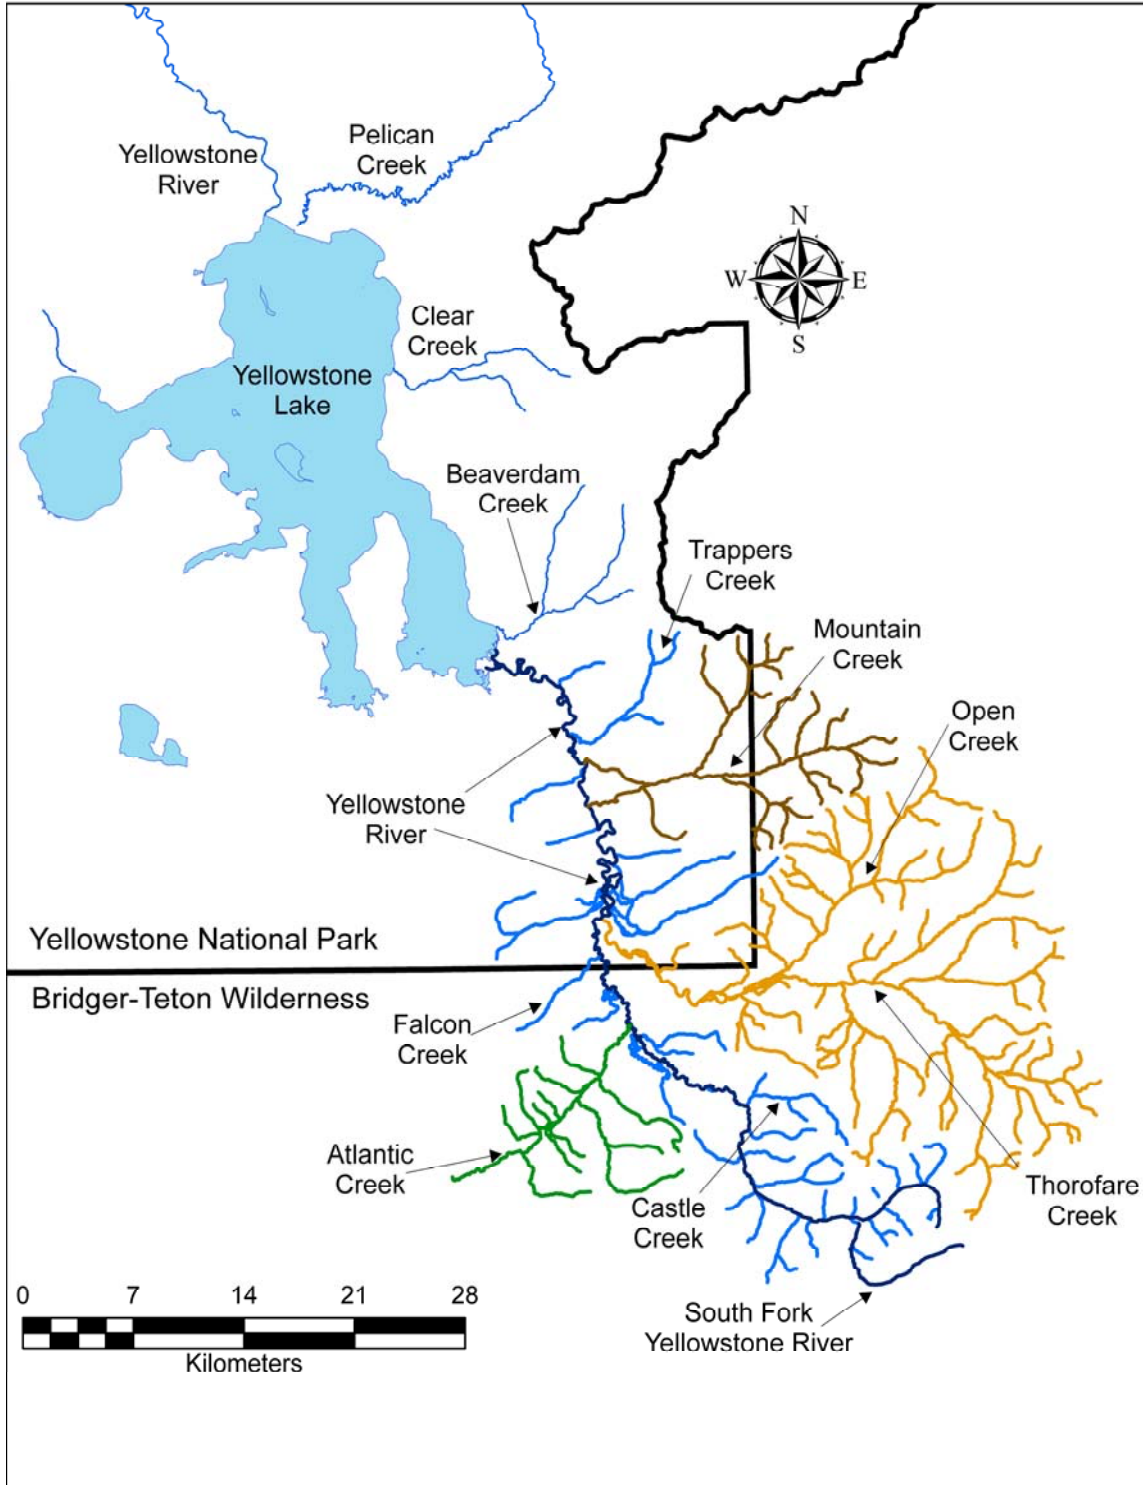 Pelican
Creek
Yellowstone
River
N
W
E
S
Clear
Creek
Yellowstone
Lake
Beaverdam
Creek
Trappers
Creek
Mountain
Creek
Open
Creek
Yellowstone
River
Yellowstone National Park
Bridger-Teton Wilderness
Falcon
Creek
Atlantic
Creek
Castle
Creek
Thorofare
Creek
South Fork
Yellowstone River
0 7 14 21 28
Kilometers